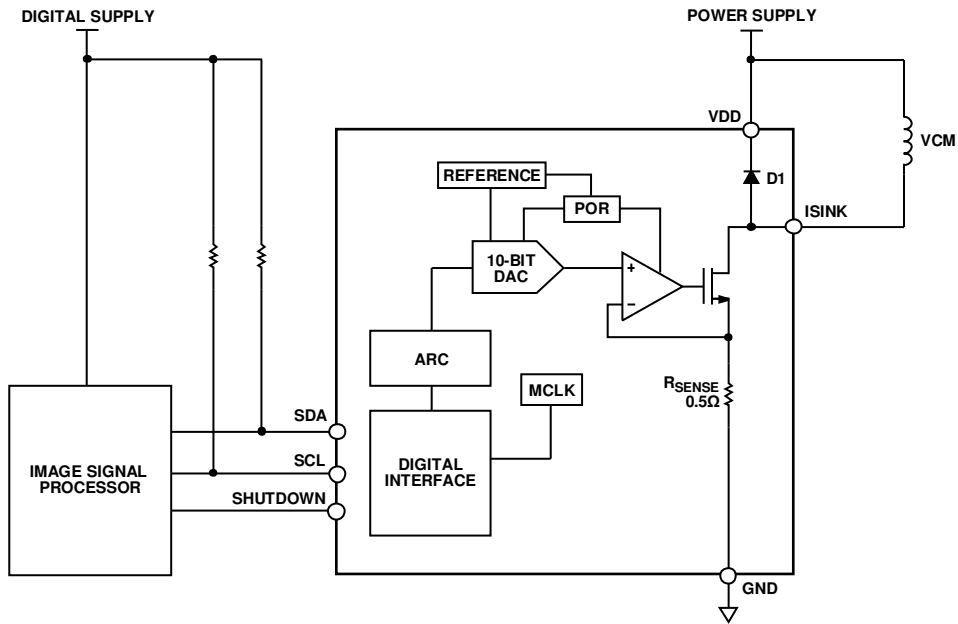 DIGITAL SUPPLY
POWER SUPPLY
VDD
VCM
REFERENCE
D1
POR
ISINK
10-BIT
DAC
+
−
ARC
MCLK
RSENSE
0.5Ω
SDA
IMAGE SIGNAL
PROCESSOR
SCL
DIGITAL
INTERFACE
SHUTDOWN
GND